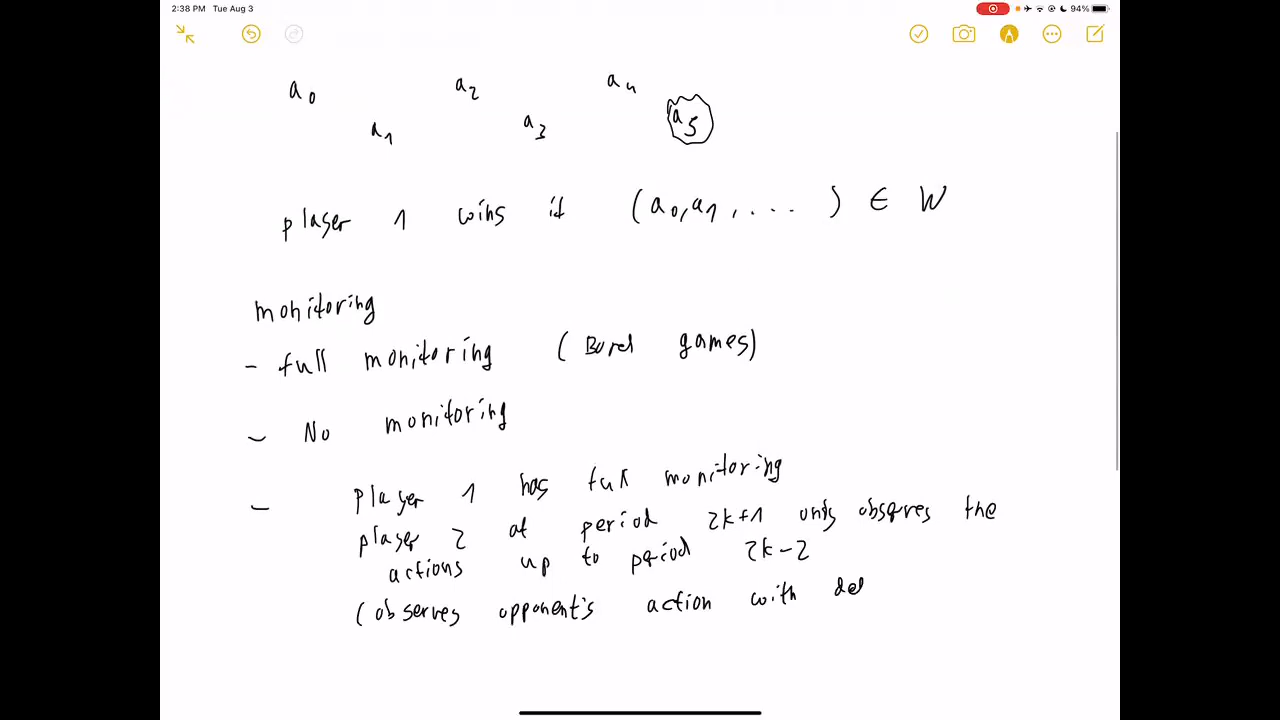 2:38 PM Tue Aug 3
94%
a0 a2 a4
a1 a3 a5
player 1 wins if (a0, a1, .... ) ∈ W
monitoring
- full monitoring (Borel games)
- No monitoring
- player 1 has full monitoring
player 2 at period 2k+1 only observes the
actions up to period 2k-2
(observes opponent's action with del